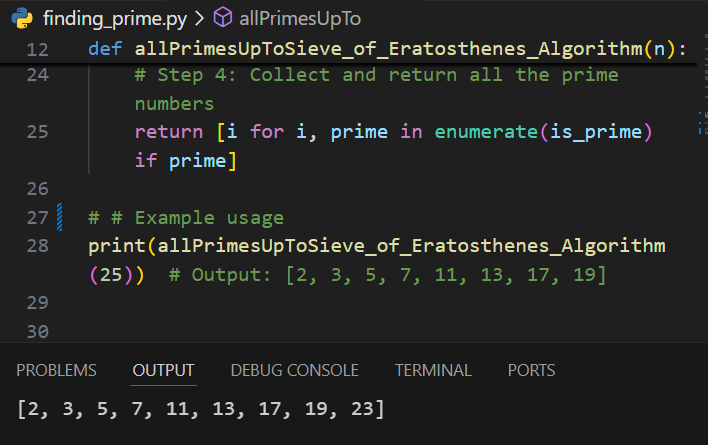 finding_prime.py > allPrimesUpTo
12 def allPrimesUpToSieve_of_Eratosthenes_Algorithm(n):
24 # Step 4: Collect and return all the prime
numbers
25 return [i for i, prime in enumerate(is_prime)
if prime]
26
27 # # Example usage
28 print(allPrimesUpToSieve_of_Eratosthenes_Algorithm
(25)) # Output: [2, 3, 5, 7, 11, 13, 17, 19]
29
30
PROBLEMS OUTPUT DEBUG CONSOLE TERMINAL PORTS
[2, 3, 5, 7, 11, 13, 17, 19, 23]